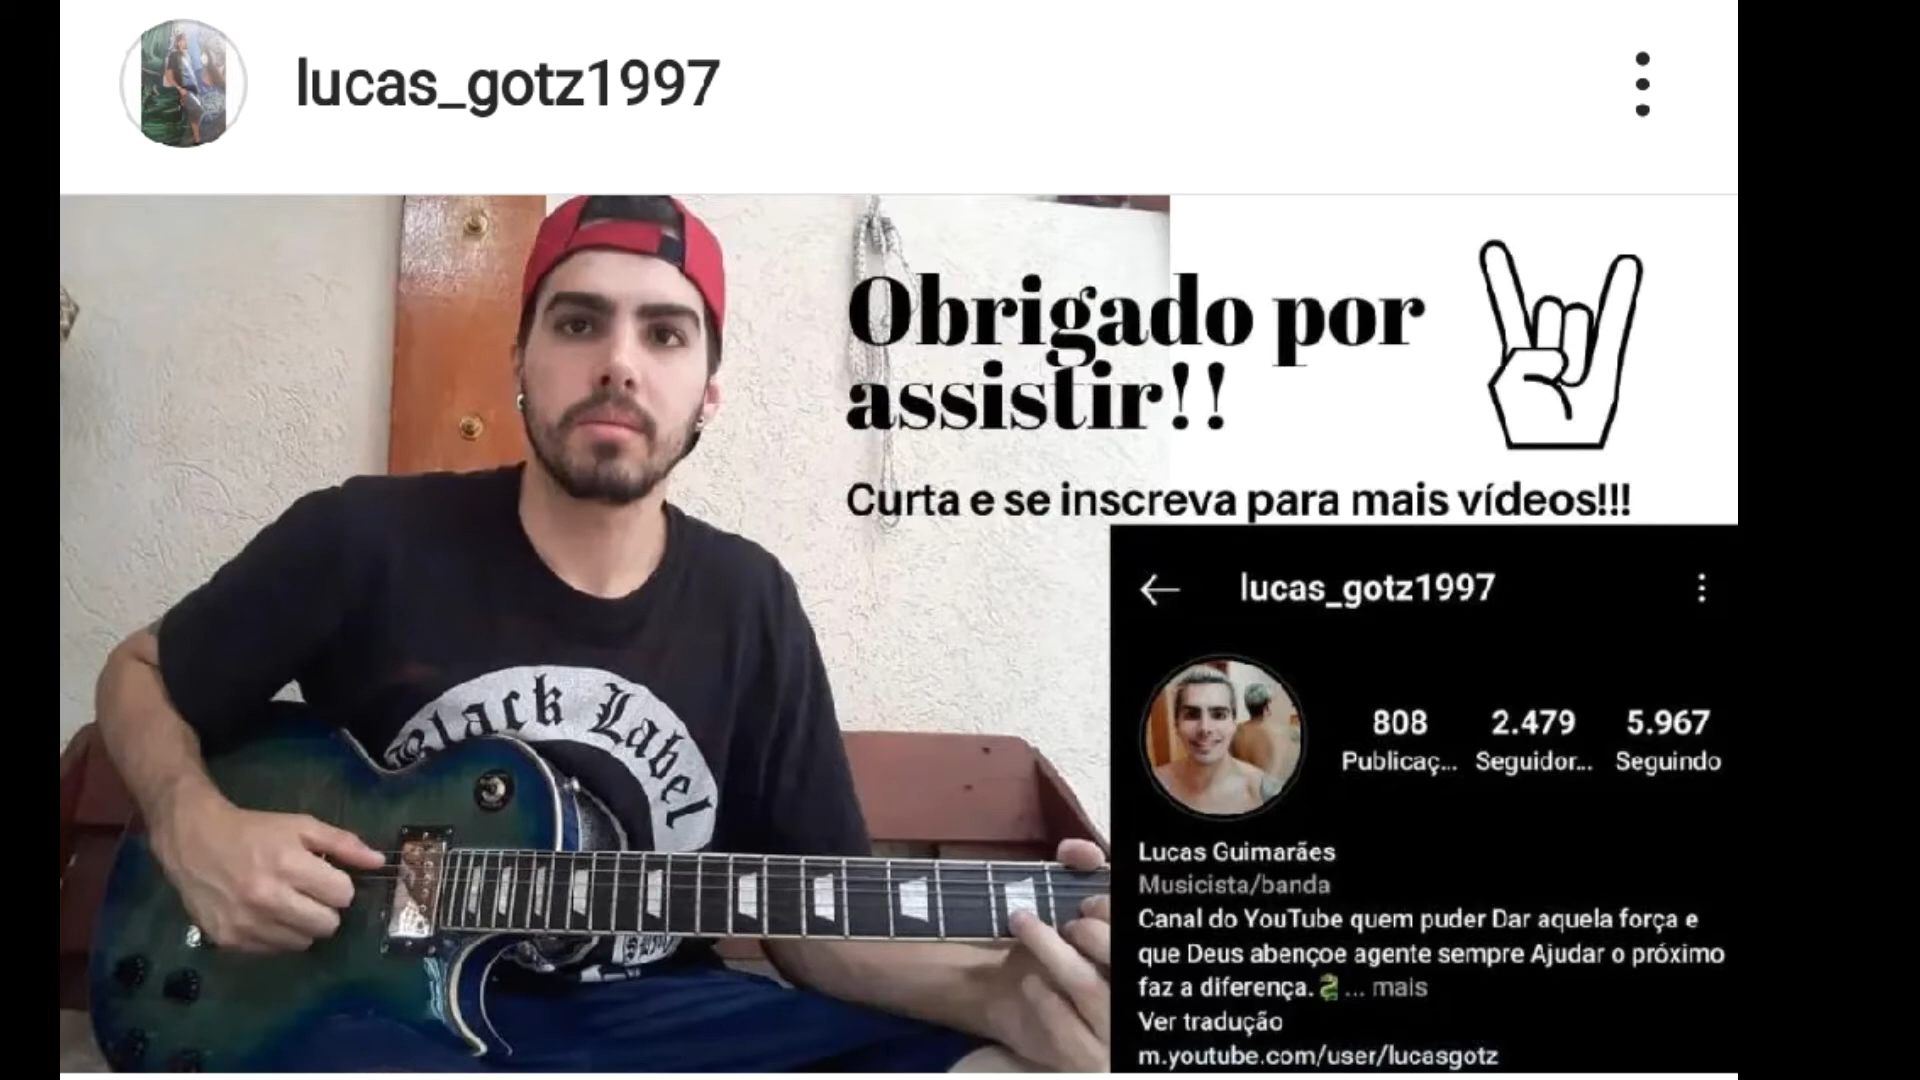 lucas_gotz1997
Obrigado por
assistir!!
Curta e se inscreva para mais vídeos!!!
Black Label
lucas_gotz1997
808 2.479 5.967
Publicaç... Seguidor... Seguindo
Lucas Guimarães
Musicista/banda
Canal do YouTube quem puder Dar aquela força e
que Deus abençoe agente sempre Ajudar o próximo
faz a diferença. ... mais
Ver tradução
m.youtube.com/user/lucasgotz